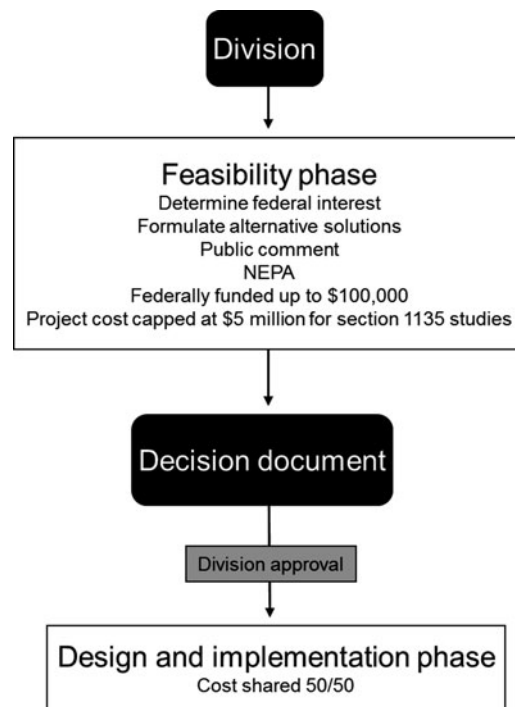 Division
Feasibility phase
Determine federal interest
Formulate alternative solutions
Public comment
NEPA
Federally funded up to $100,000
Project cost capped at $5 million for section 1135 studies
Decision document
Division approval
Design and implementation phase
Cost shared 50/50